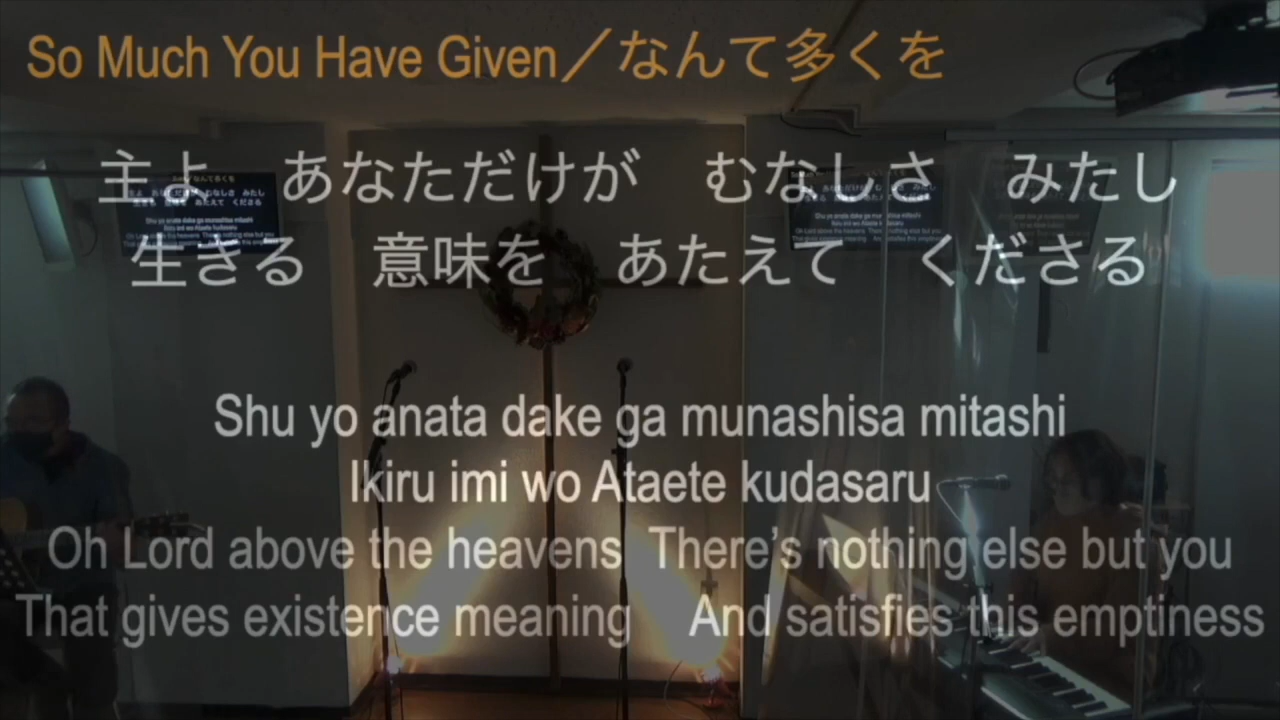 So Much You Have Given／なんて多くを
主よ　あなただけが　むなしさ　みたし
生きる　意味を　あたえて　くださる
Shu yo anata dake ga munashisa mitashi
Ikiru imi wo Ataete kudasaru
Oh Lord above the heavens There's nothing else but you
That gives existence meaning And satisfies this emptiness